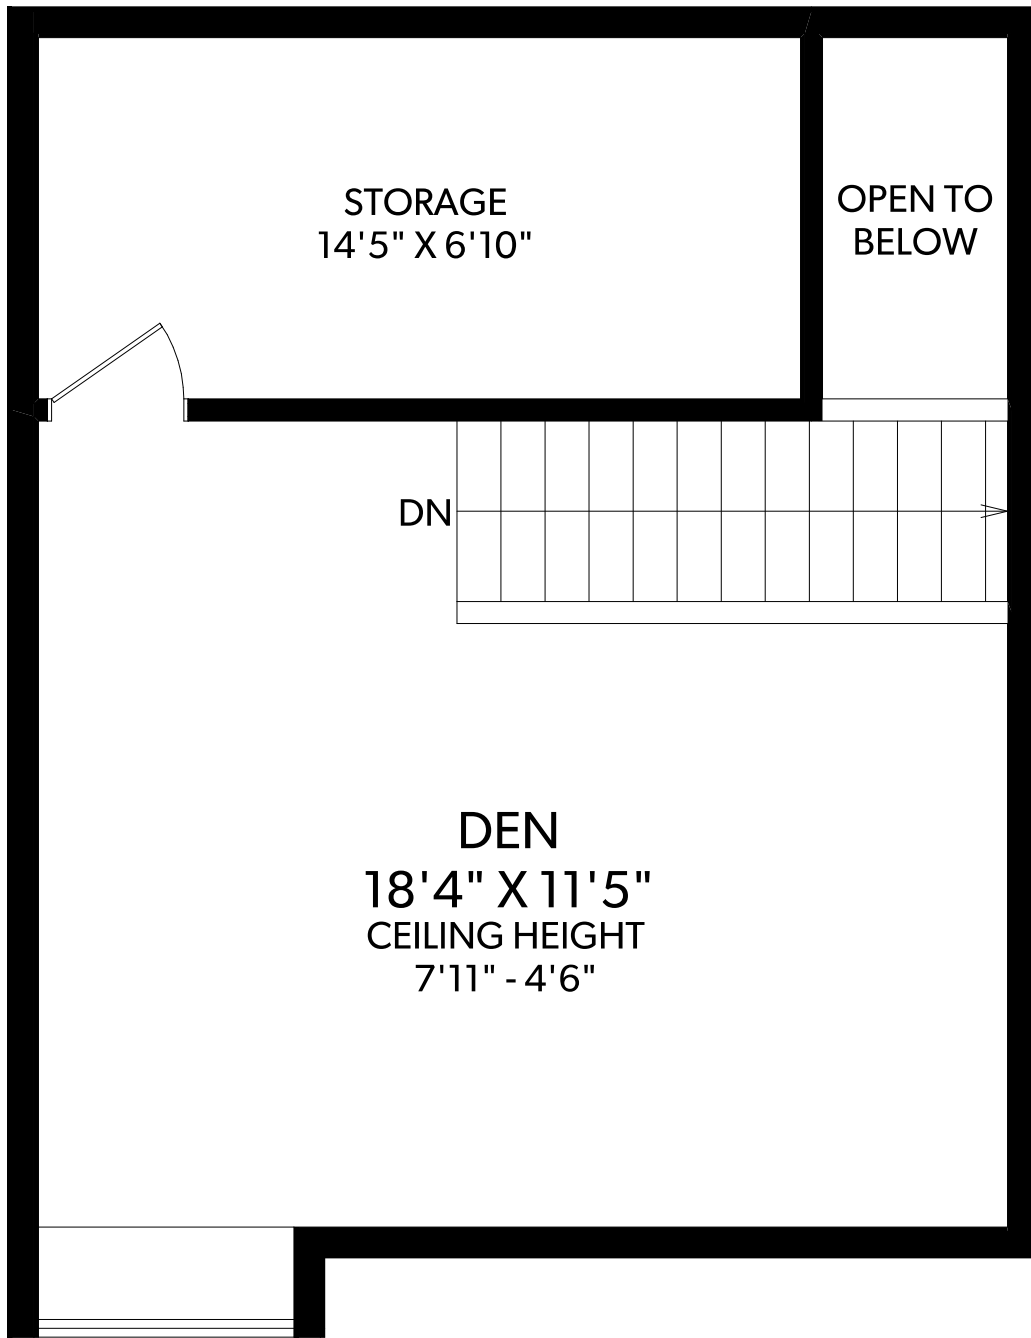 STORAGE
14'5" X 6'10"
OPEN TO
BELOW
DN
DEN
18'4" X 11'5"
CEILING HEIGHT
7'11" - 4'6"